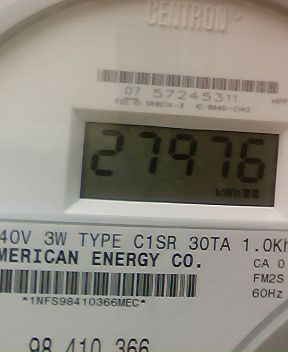 CENTRON®
07 57245311
27976
kWh
40V 3W TYPE C1SR 30TA 1.0Kh
MERICAN ENERGY CO.
CA 0
FM2S
60Hz
*1NFS98410366MEC*
98 410 366